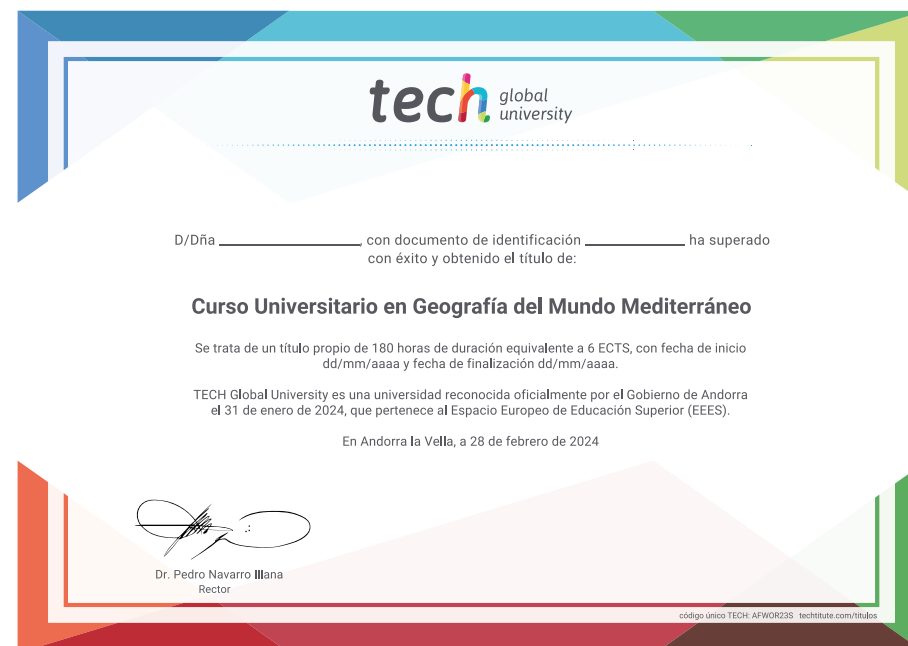 tech global university
D/Dña ____________________, con documento de identificación ______________ ha superado
con éxito y obtenido el título de:
Curso Universitario en Geografía del Mundo Mediterráneo
Se trata de un título propio de 180 horas de duración equivalente a 6 ECTS, con fecha de inicio
dd/mm/aaaa y fecha de finalización dd/mm/aaaa.
TECH Global University es una universidad reconocida oficialmente por el Gobierno de Andorra
el 31 de enero de 2024, que pertenece al Espacio Europeo de Educación Superior (EEES).
En Andorra la Vella, a 28 de febrero de 2024
Dr. Pedro Navarro Illana
Rector
código único TECH: AFWOR23S techtitute.com/titulos